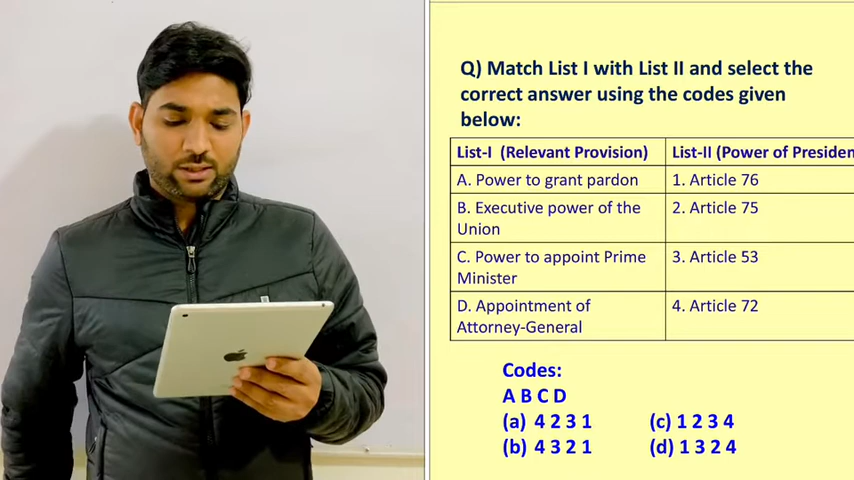 Q) Match List I with List II and select the
correct answer using the codes given
below:
List-I (Relevant Provision) List-II (Power of Presiden
A. Power to grant pardon 1. Article 76
B. Executive power of the 2. Article 75
Union
C. Power to appoint Prime 3. Article 53
Minister
D. Appointment of 4. Article 72
Attorney-General
Codes:
A B C D
(a) 4 2 3 1 (c) 1 2 3 4
(b) 4 3 2 1 (d) 1 3 2 4